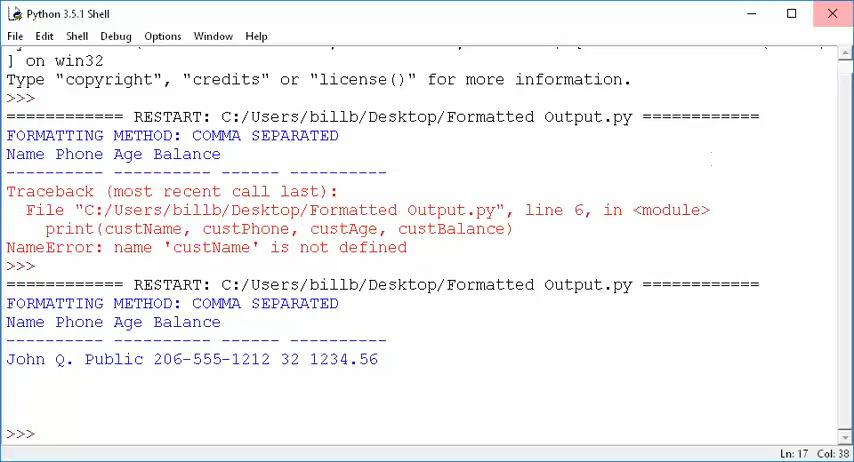 Python 3.5.1 Shell
File Edit Shell Debug Options Window Help
] on win32
Type "copyright", "credits" or "license()" for more information.
>>>
============ RESTART: C:/Users/billb/Desktop/Formatted Output.py ============
FORMATTING METHOD: COMMA SEPARATED
Name Phone Age Balance
---------- ---------- ------ ----------
Traceback (most recent call last):
  File "C:/Users/billb/Desktop/Formatted Output.py", line 6, in <module>
    print(custName, custPhone, custAge, custBalance)
NameError: name 'custName' is not defined
>>>
============ RESTART: C:/Users/billb/Desktop/Formatted Output.py ============
FORMATTING METHOD: COMMA SEPARATED
Name Phone Age Balance
---------- ---------- ------ ----------
John Q. Public 206-555-1212 32 1234.56
>>>
Ln: 17 Col: 38